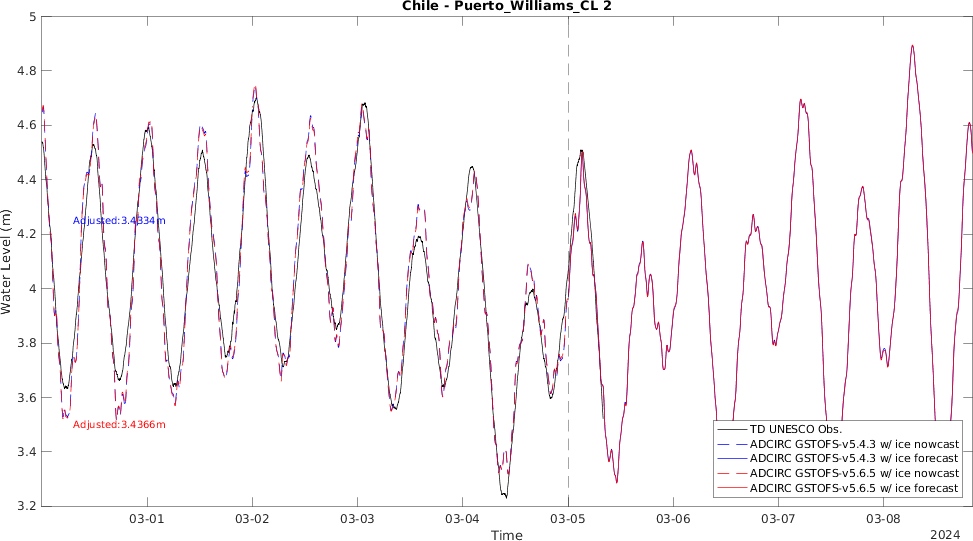 Chile - Puerto_Williams_CL 2
5
4.8
4.6
4.4
4.2
4
3.8
3.6
3.4
3.2
Water Level (m)
Adjusted:3.4334m
Adjusted:3.4366m
TD UNESCO Obs.
ADCIRC GSTOFS-v5.4.3 w/ ice nowcast
ADCIRC GSTOFS-v5.4.3 w/ ice forecast
ADCIRC GSTOFS-v5.6.5 w/ ice nowcast
ADCIRC GSTOFS-v5.6.5 w/ ice forecast
03-01 03-02 03-03 03-04 03-05 03-06 03-07 03-08
Time
2024